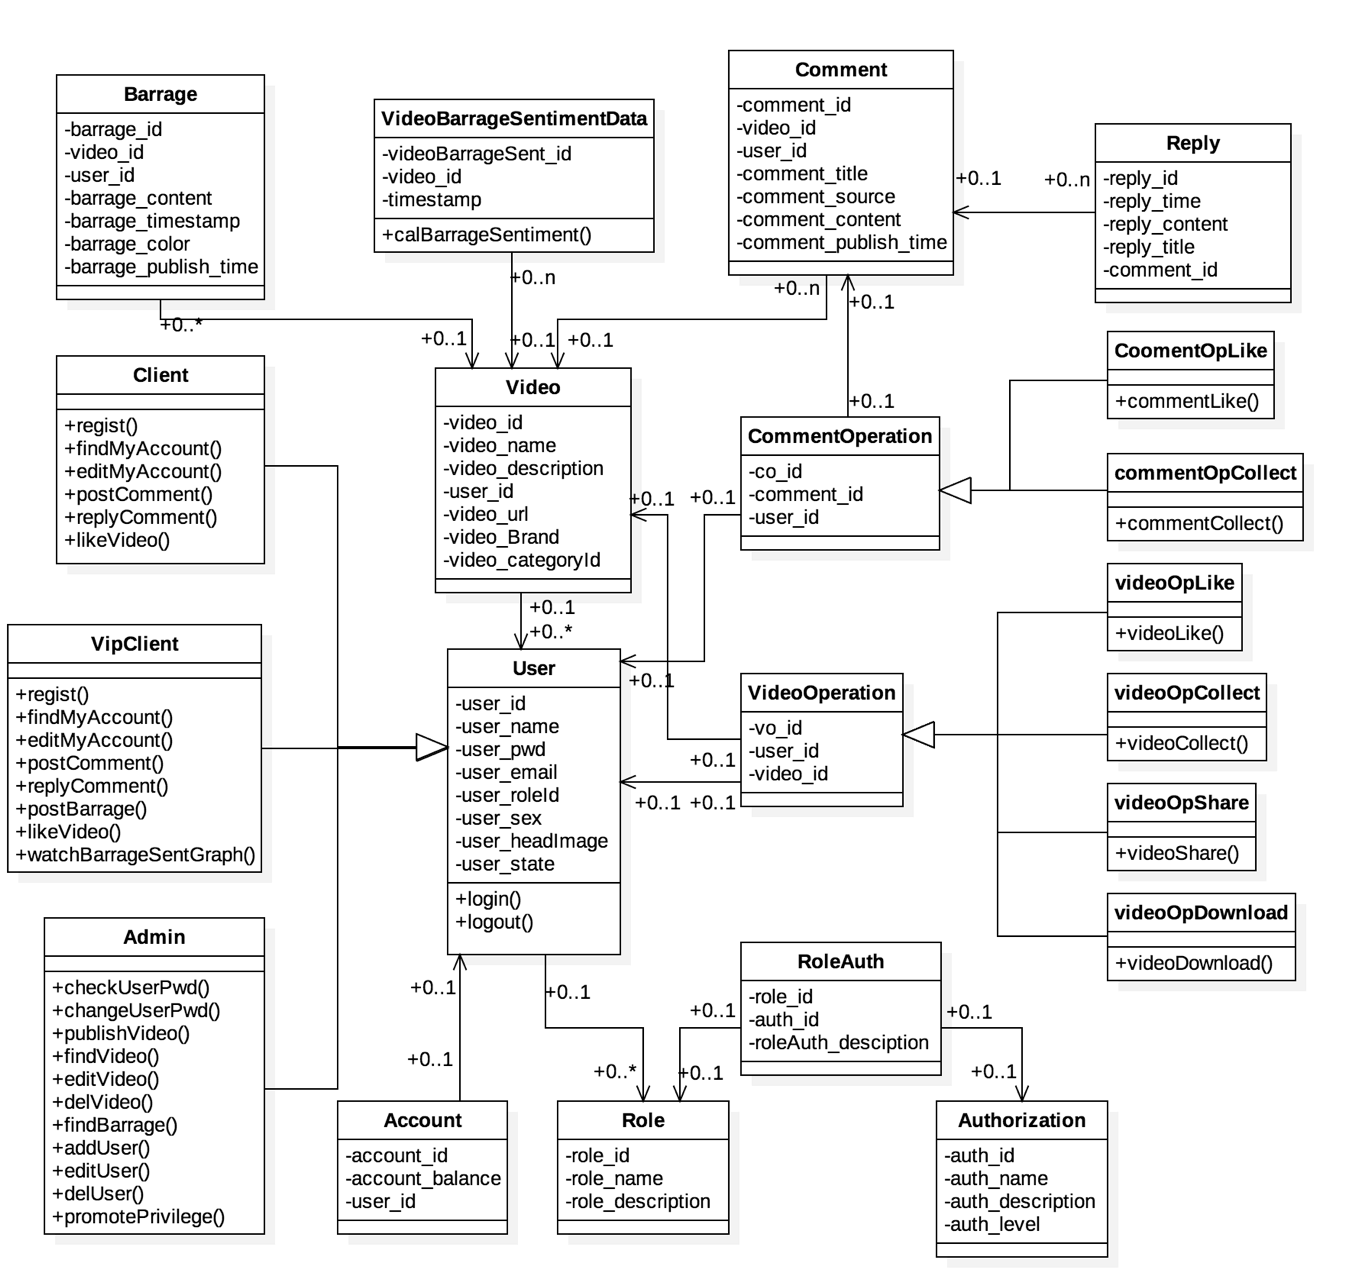 Barrage
-barrage_id
-video_id
-user_id
-barrage_content
-barrage_timestamp
-barrage_color
-barrage_publish_time
+0..*
+0..1
VideoBarrageSentimentData
-videoBarrageSent_id
-video_id
-timestamp
+calBarrageSentiment()
+0..n
+0..1
Comment
-comment_id
-video_id
-user_id
-comment_title
-comment_source
-comment_content
-comment_publish_time
+0..n
+0..1
+0..1
+0..n
Reply
-reply_id
-reply_time
-reply_content
-reply_title
-comment_id
+0..1
+0..1
Client
+regist()
+findMyAccount()
+editMyAccount()
+postComment()
+replyComment()
+likeVideo()
Video
-video_id
-video_name
-video_description
-user_id
-video_url
-video_Brand
-video_categoryId
+0..1
+0..*
CommentOperation
-co_id
-comment_id
-user_id
+0..1
+0..1
+0..1
CoomentOpLike
+commentLike()
commentOpCollect
+commentCollect()
videoOpLike
+videoLike()
videoOpCollect
+videoCollect()
videoOpShare
+videoShare()
videoOpDownload
+videoDownload()
VipClient
+regist()
+findMyAccount()
+editMyAccount()
+postComment()
+replyComment()
+postBarrage()
+likeVideo()
+watchBarrageSentGraph()
User
-user_id
-user_name
-user_pwd
-user_email
-user_roleId
-user_sex
-user_headImage
-user_state
+login()
+logout()
VideoOperation
-vo_id
-user_id
-video_id
+0..1
+0..1
+0..1
Admin
+checkUserPwd()
+changeUserPwd()
+publishVideo()
+findVideo()
+editVideo()
+delVideo()
+findBarrage()
+addUser()
+editUser()
+delUser()
+promotePrivilege()
+0..1
+0..1
+0..1
+0..*
RoleAuth
-role_id
-auth_id
-roleAuth_desciption
+0..1
+0..1
+0..1
+0..1
Account
-account_id
-account_balance
-user_id
Role
-role_id
-role_name
-role_description
Authorization
-auth_id
-auth_name
-auth_description
-auth_level